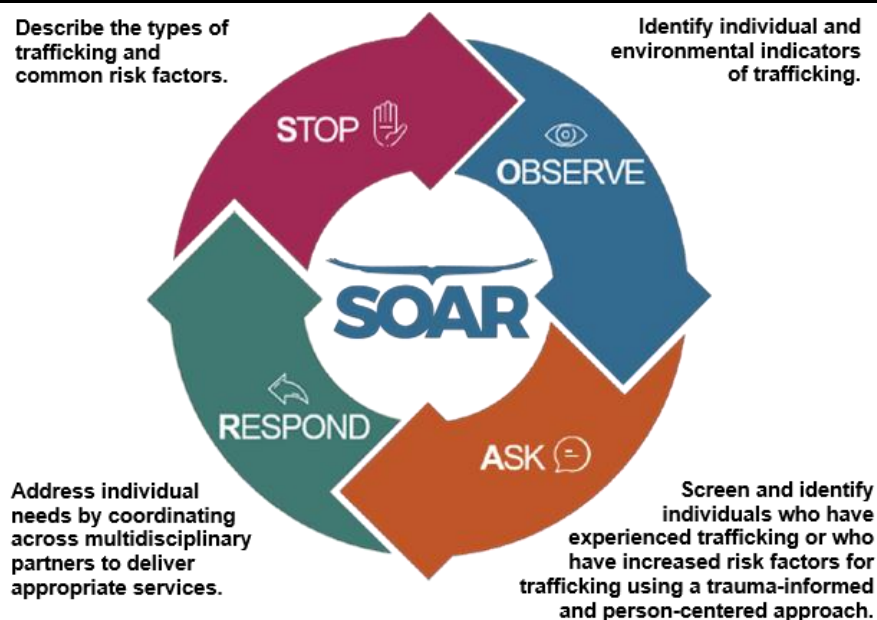 Describe the types of
trafficking and
common risk factors.
Identify individual and
environmental indicators
of trafficking.
STOP
OBSERVE
SOAR
RESPOND
ASK
Address individual
needs by coordinating
across multidisciplinary
partners to deliver
appropriate services.
Screen and identify
individuals who have
experienced trafficking or who
have increased risk factors for
trafficking using a trauma-informed
and person-centered approach.